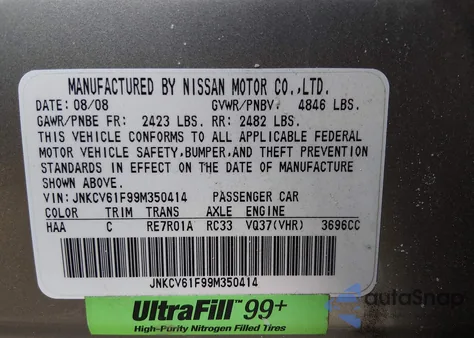 MANUFACTURED BY NISSAN MOTOR CO.,LTD.
DATE: 08/08 GVWR/PNBV. 4846 LBS.
GAWR/PNBE FR: 2423 LBS. RR: 2482 LBS.
THIS VEHICLE CONFORMS TO ALL APPLICABLE FEDERAL
MOTOR VEHICLE SAFETY,BUMPER,AND THEFT PREVENTION
STANDARDS IN EFFECT ON THE DATE OF MANUFACTURE
SHOWN ABOVE.
VIN: JNKCV61F99M350414 PASSENGER CAR
COLOR TRIM TRANS AXLE ENGINE
HAA C RE7R01A RC33 VQ37(VHR) 3696CC
JNKCV61F99M350414
UltraFill™ 99+
High-Purity Nitrogen Filled Tires
autoSnap